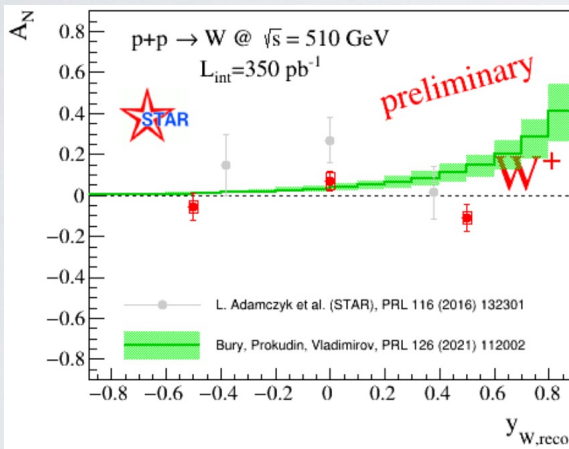 A_N
p+p → W @ √s = 510 GeV
L_int=350 pb⁻¹
preliminary
STAR
W⁺
0.8
0.6
0.4
0.2
0
−0.2
−0.4
−0.6
−0.8
L. Adamczyk et al. (STAR), PRL 116 (2016) 132301
Bury, Prokudin, Vladimirov, PRL 126 (2021) 112002
−0.8 −0.6 −0.4 −0.2 0 0.2 0.4 0.6 0.8
y_W,reco